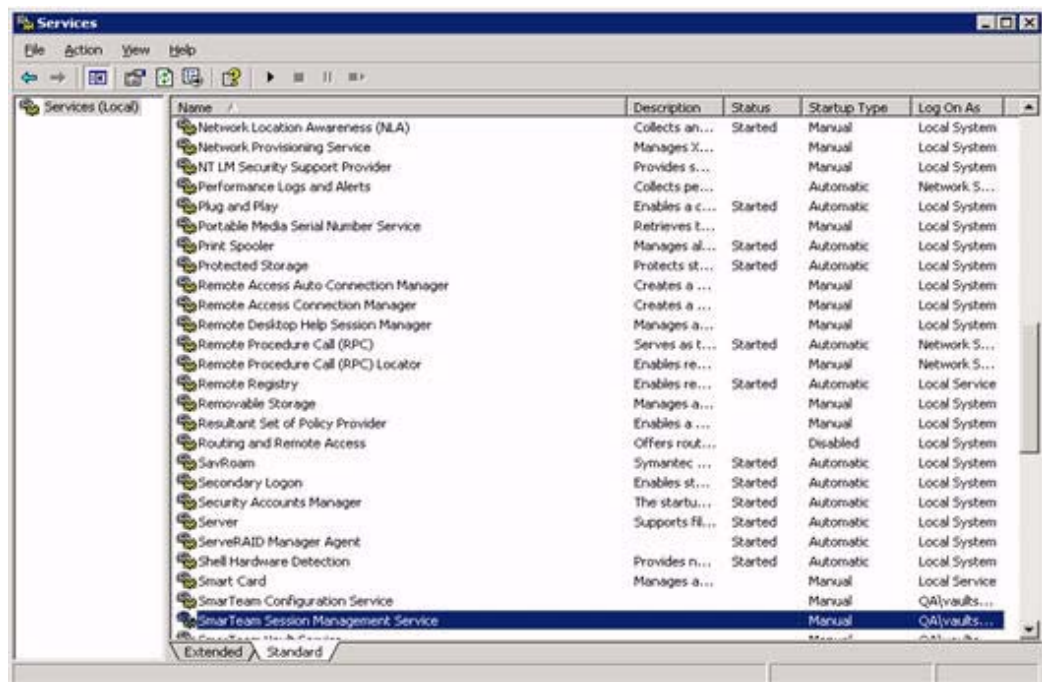 Services
File Action View Help
Services (Local)
Name Description Status Startup Type Log On As
Network Location Awareness (NLA) Collects an... Started Manual Local System
Network Provisioning Service Manages X... Manual Local System
NT LM Security Support Provider Provides s... Manual Local System
Performance Logs and Alerts Collects pe... Automatic Network S...
Plug and Play Enables a c... Started Automatic Local System
Portable Media Serial Number Service Retrieves t... Manual Local System
Print Spooler Manages al... Started Automatic Local System
Protected Storage Protects st... Started Automatic Local System
Remote Access Auto Connection Manager Creates a ... Manual Local System
Remote Access Connection Manager Creates a ... Manual Local System
Remote Desktop Help Session Manager Manages a... Manual Local System
Remote Procedure Call (RPC) Serves as t... Started Automatic Network S...
Remote Procedure Call (RPC) Locator Enables re... Manual Network S...
Remote Registry Enables re... Started Automatic Local Service
Removable Storage Manages a... Manual Local System
Resultant Set of Policy Provider Enables a ... Manual Local System
Routing and Remote Access Offers rout... Disabled Local System
SavRoam Symantec ... Started Automatic Local System
Secondary Logon Enables st... Started Automatic Local System
Security Accounts Manager The startu... Started Automatic Local System
Server Supports fil... Started Automatic Local System
ServeRAID Manager Agent Started Automatic Local System
Shell Hardware Detection Provides n... Started Automatic Local System
Smart Card Manages a... Manual Local Service
SmarTeam Configuration Service Manual QA\vaults...
SmarTeam Session Management Service Manual QA\vaults...
Extended Standard